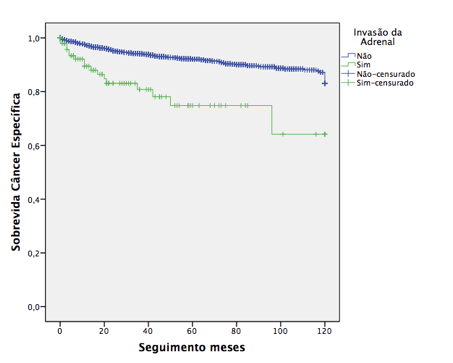 Invasão da
Adrenal
Não
Sim
Não-censurado
Sim-censurado
Sobrevida Câncer Específica
1,0
0,8
0,6
0,4
0,2
0,0
0 20 40 60 80 100 120
Seguimento meses